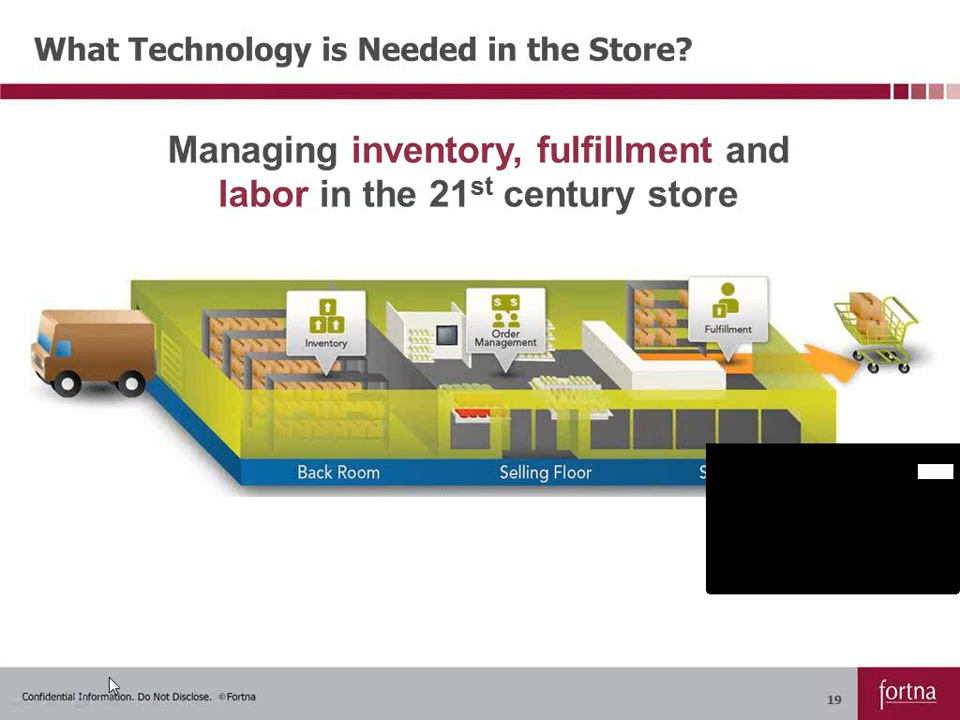 What Technology is Needed in the Store?
Managing inventory, fulfillment and
labor in the 21st century store
Inventory
Order
Management
Fulfillment
Back Room
Selling Floor
S
Confidential Information. Do Not Disclose. ©Fortna
19
fortna